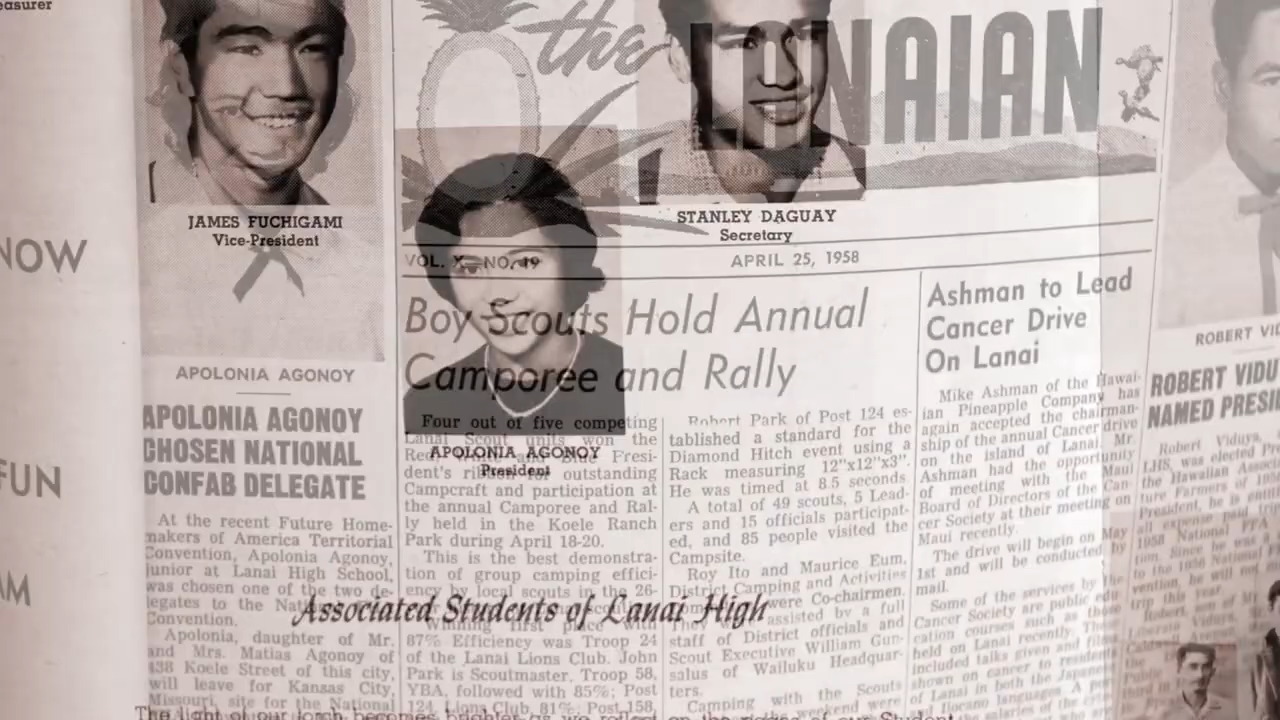 easurer
the LANAIAN
JAMES FUCHIGAMI
Vice-President
STANLEY DAGUAY
Secretary
VOL. X NO. 19
APRIL 25, 1958
NOW
FUN
AM
APOLONIA AGONOY
APOLONIA AGONOY
CHOSEN NATIONAL
CONFAB DELEGATE
At the recent Future Home-
makers of America Territorial
Convention, Apolonia Agonoy,
junior at Lanai High School,
was chosen one of the two de-
legates to the
Convention.
Apolonia, daughter of Mr.
and Mrs. Matias Agonoy of
438 Koele Street of this city,
will leave for Kansas City,
Missouri, site for the National
Boy Scouts Hold Annual
Camporee and Rally
Four out of five competing
Lanai Scout units won the
dent's ribbon for outstanding
Campcraft and participation at
the annual Camporee and Ral-
ly held in the Koele Ranch
Park during April 18-20.
This is the best demonstra-
tion of group camping effici-
ency by local scouts in the 26-
87% Efficiency was Troop 24
of the Lanai Lions Club. John
Park is Scoutmaster. Troop 58,
YBA, followed with 85%; Post
124, Lions Club, 81%, Post 158,
APOLONIA AGONOY
President
Robert Park of Post 124 es-
tablished a standard for the
Diamond Hitch event using a
Rack measuring 12"x12"x3".
He was timed at 8.5 seconds
A total of 49 scouts, 5 Lead-
ers and 15 officials participat-
ed, and 85 people visited the
Campsite.
Roy Ito and Maurice Eum,
District Camping and Activities
were Co-chairmen,
assisted by a full
staff of District officials and
Scout Executive William Gun-
salus of Wailuku Headquar-
ters.
Camping with the Scouts
Ashman to Lead
Cancer Drive
On Lanai
Mike Ashman of the Hawai-
ian Pineapple Company has
again accepted the chairman-
ship of the annual Cancer drive
on the island of Lanai. Mr.
Ashman had the opportunity
of meeting with the Maui
Board of Directors of the Can-
cer Society at their meeting on
Maui recently.
The drive will begin on May
1st and will be conducted by
mail.
Some of the services by the
Cancer Society are public edu-
cation courses such as those
held on Lanai recently. The
included talks given and films
shown on cancer to residents
of Lanai in both the Japanese
and Ilocano languages. A
ROBERT VID
ROBERT VIDU
NAMED PRESI
Robert Viduya,
Associated Students of Lanai High
The light of our torch becomes brighter as we reflect on the pages of our Student